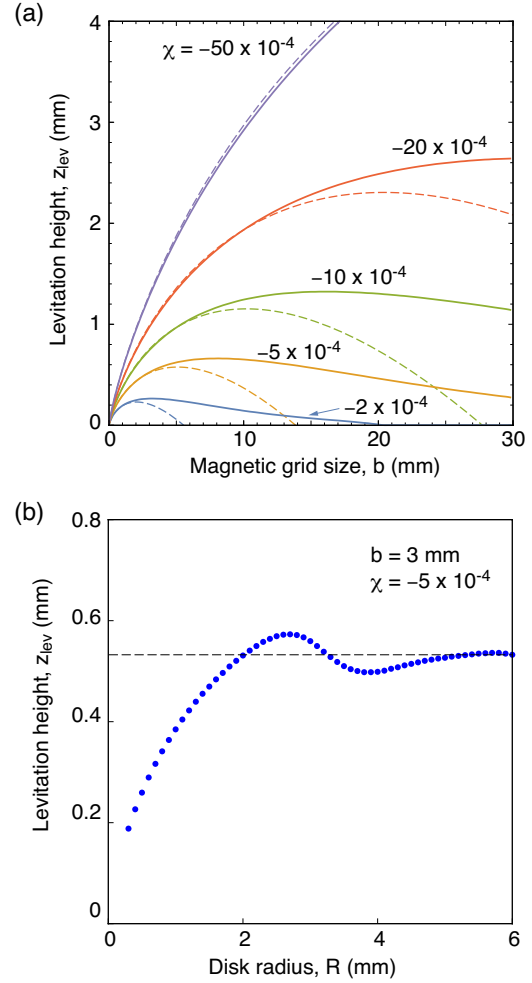 (a)
4
3
2
1
0
Levitation height, z_lev (mm)
χ = −50 x 10⁻⁴
−20 x 10⁻⁴
−10 x 10⁻⁴
−5 x 10⁻⁴
−2 x 10⁻⁴
0 10 20 30
Magnetic grid size, b (mm)
(b)
0.8
0.6
0.4
0.2
0
Levitation height, z_lev (mm)
b = 3 mm
χ = −5 x 10⁻⁴
0 2 4 6
Disk radius, R (mm)